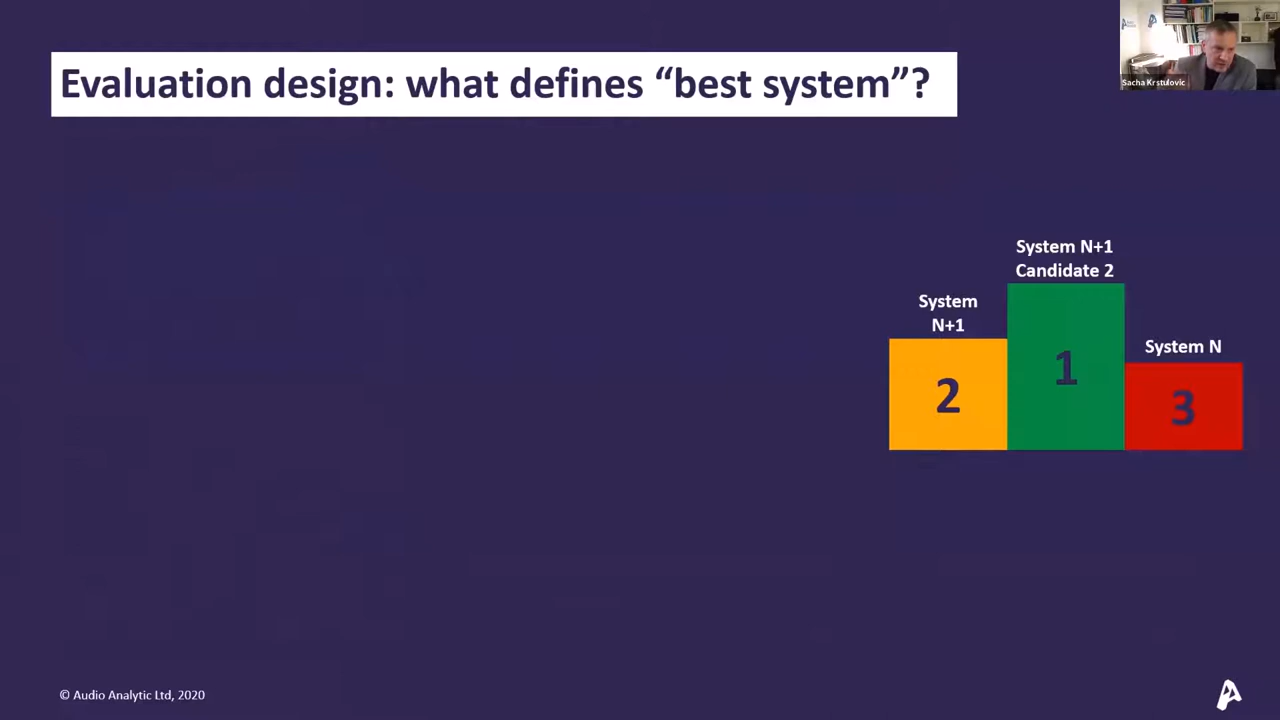 Evaluation design: what defines “best system”?
Sacha Krstulovic
System N+1
Candidate 2
System
N+1
System N
2
1
3
© Audio Analytic Ltd, 2020